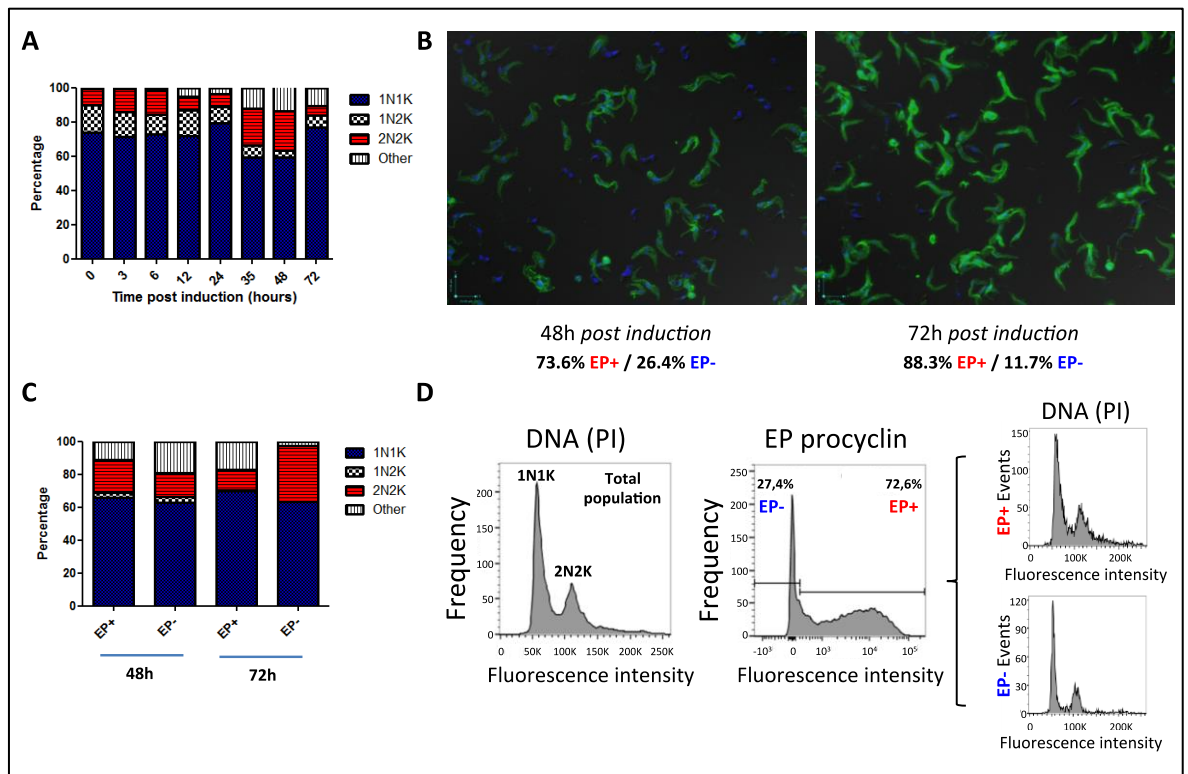 A
100
80
60
40
20
0
Percentage
0 3 6 12 24 35 48 72
Time post induction (hours)
1N1K
1N2K
2N2K
Other
B
48h post induction
73.6% EP+ / 26.4% EP-
72h post induction
88.3% EP+ / 11.7% EP-
C
100
80
60
40
20
0
Percentage
EP+ EP- EP+ EP-
48h 72h
1N1K
1N2K
2N2K
Other
D
DNA (PI)
1N1K
Total
population
2N2K
Frequency
200
150
100
50
0
0 50K 100K 150K 200K 250K
Fluorescence intensity
EP procyclin
27,4%
EP-
72,6%
EP+
Frequency
250
200
150
100
50
0
-10³ 0 10³ 10⁴ 10⁵
Fluorescence intensity
DNA (PI)
EP+ Events
150
100
50
0
0 100K 200K
Fluorescence intensity
EP- Events
120
90
60
30
0
0 100K 200K
Fluorescence intensity